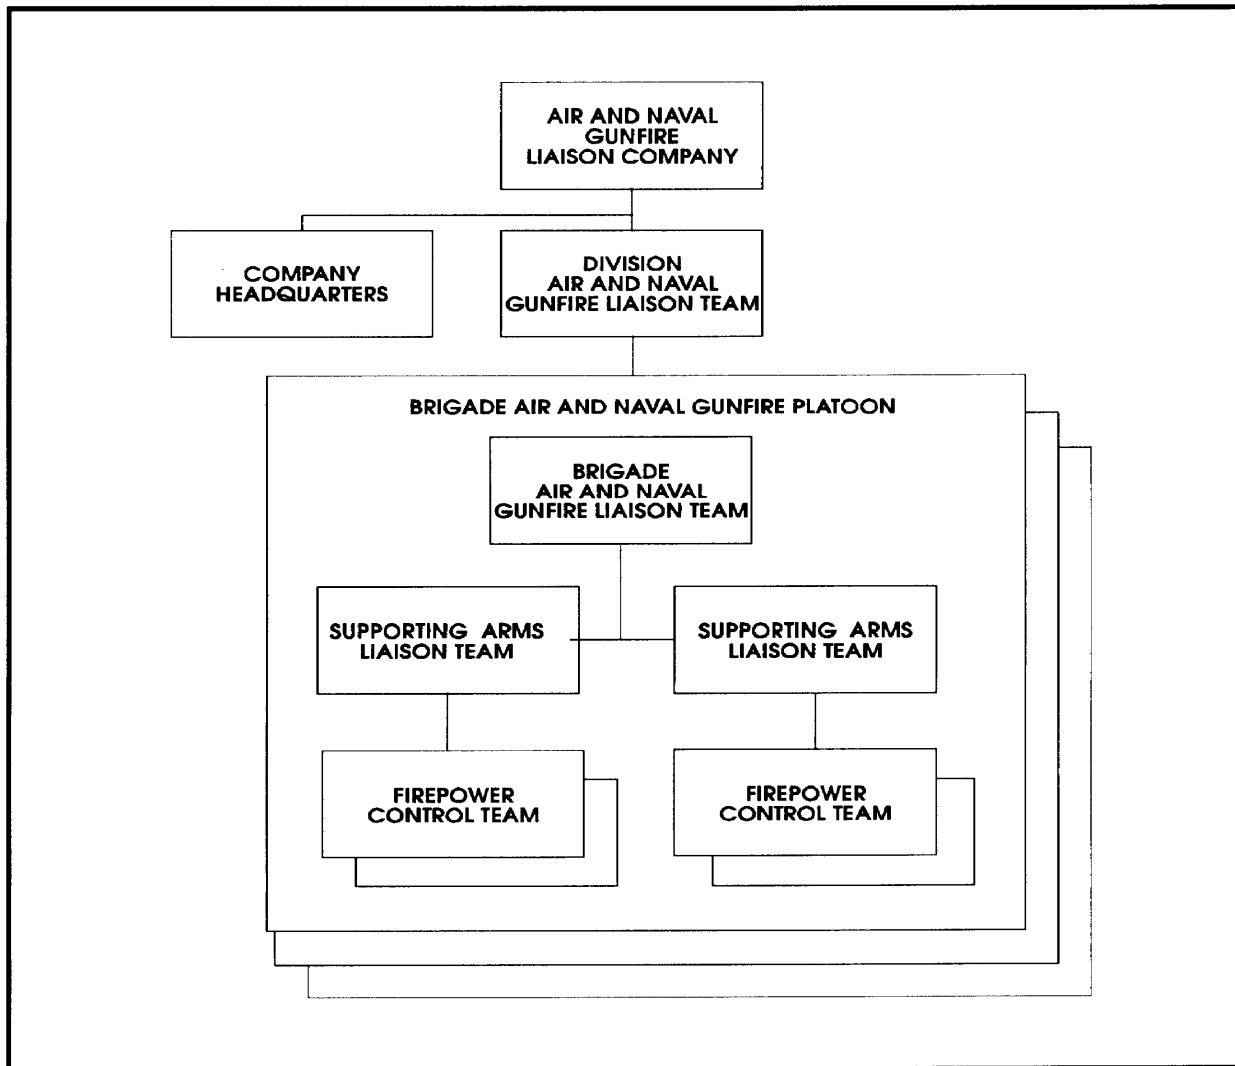 AIR AND NAVAL
GUNFIRE
LIAISON COMPANY
COMPANY
HEADQUARTERS
DIVISION
AIR AND NAVAL
GUNFIRE LIAISON TEAM
BRIGADE AIR AND NAVAL GUNFIRE PLATOON
BRIGADE
AIR AND NAVAL
GUNFIRE LIAISON TEAM
SUPPORTING ARMS
LIAISON TEAM
SUPPORTING ARMS
LIAISON TEAM
FIREPOWER
CONTROL TEAM
FIREPOWER
CONTROL TEAM